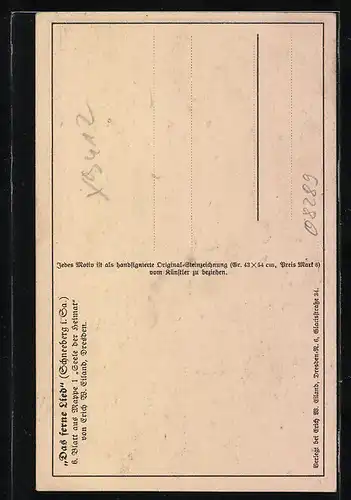 „Das ferne Lied“ (Schneeberg i. Sa.)
6. Blatt aus Mappe 1 „Seele der Heimat“
von Erich W. Eiland, Dresden.
Jedes Motiv ist als handsignierte Original-Steinzeichnung (Gr. 43×54 cm, Preis Mark 6)
vom Künstler zu beziehen.
Verlegt bei Erich W. Eiland, Dresden-N. 6, Glacisstraße 24.
08289